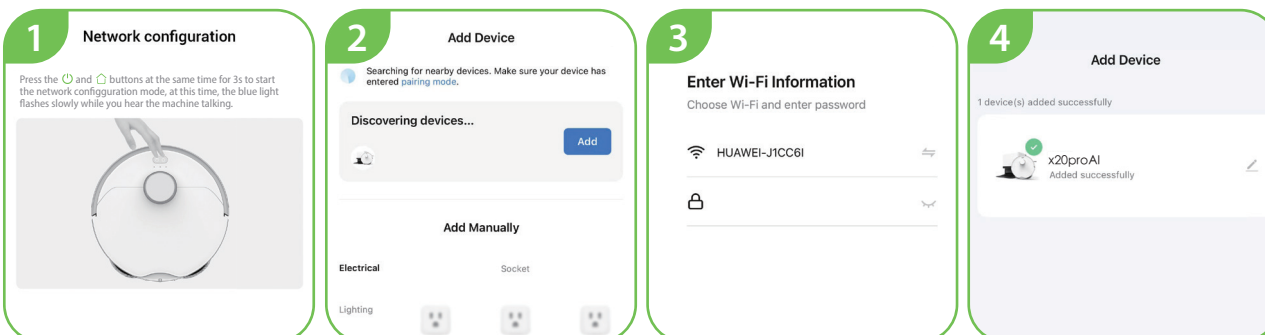 1
Network configuration
Press the and buttons at the same time for 3s to start
the network configguration mode, at this time, the blue light
flashes slowly while you hear the machine talking.
2
Add Device
Searching for nearby devices. Make sure your device has
entered pairing mode.
Discovering devices...
Add
Add Manually
Electrical
Socket
Lighting
3
Enter Wi-Fi Information
Choose Wi-Fi and enter password
HUAWEI-J1CC6I
4
Add Device
1 device(s) added successfully
x20proAI
Added successfully